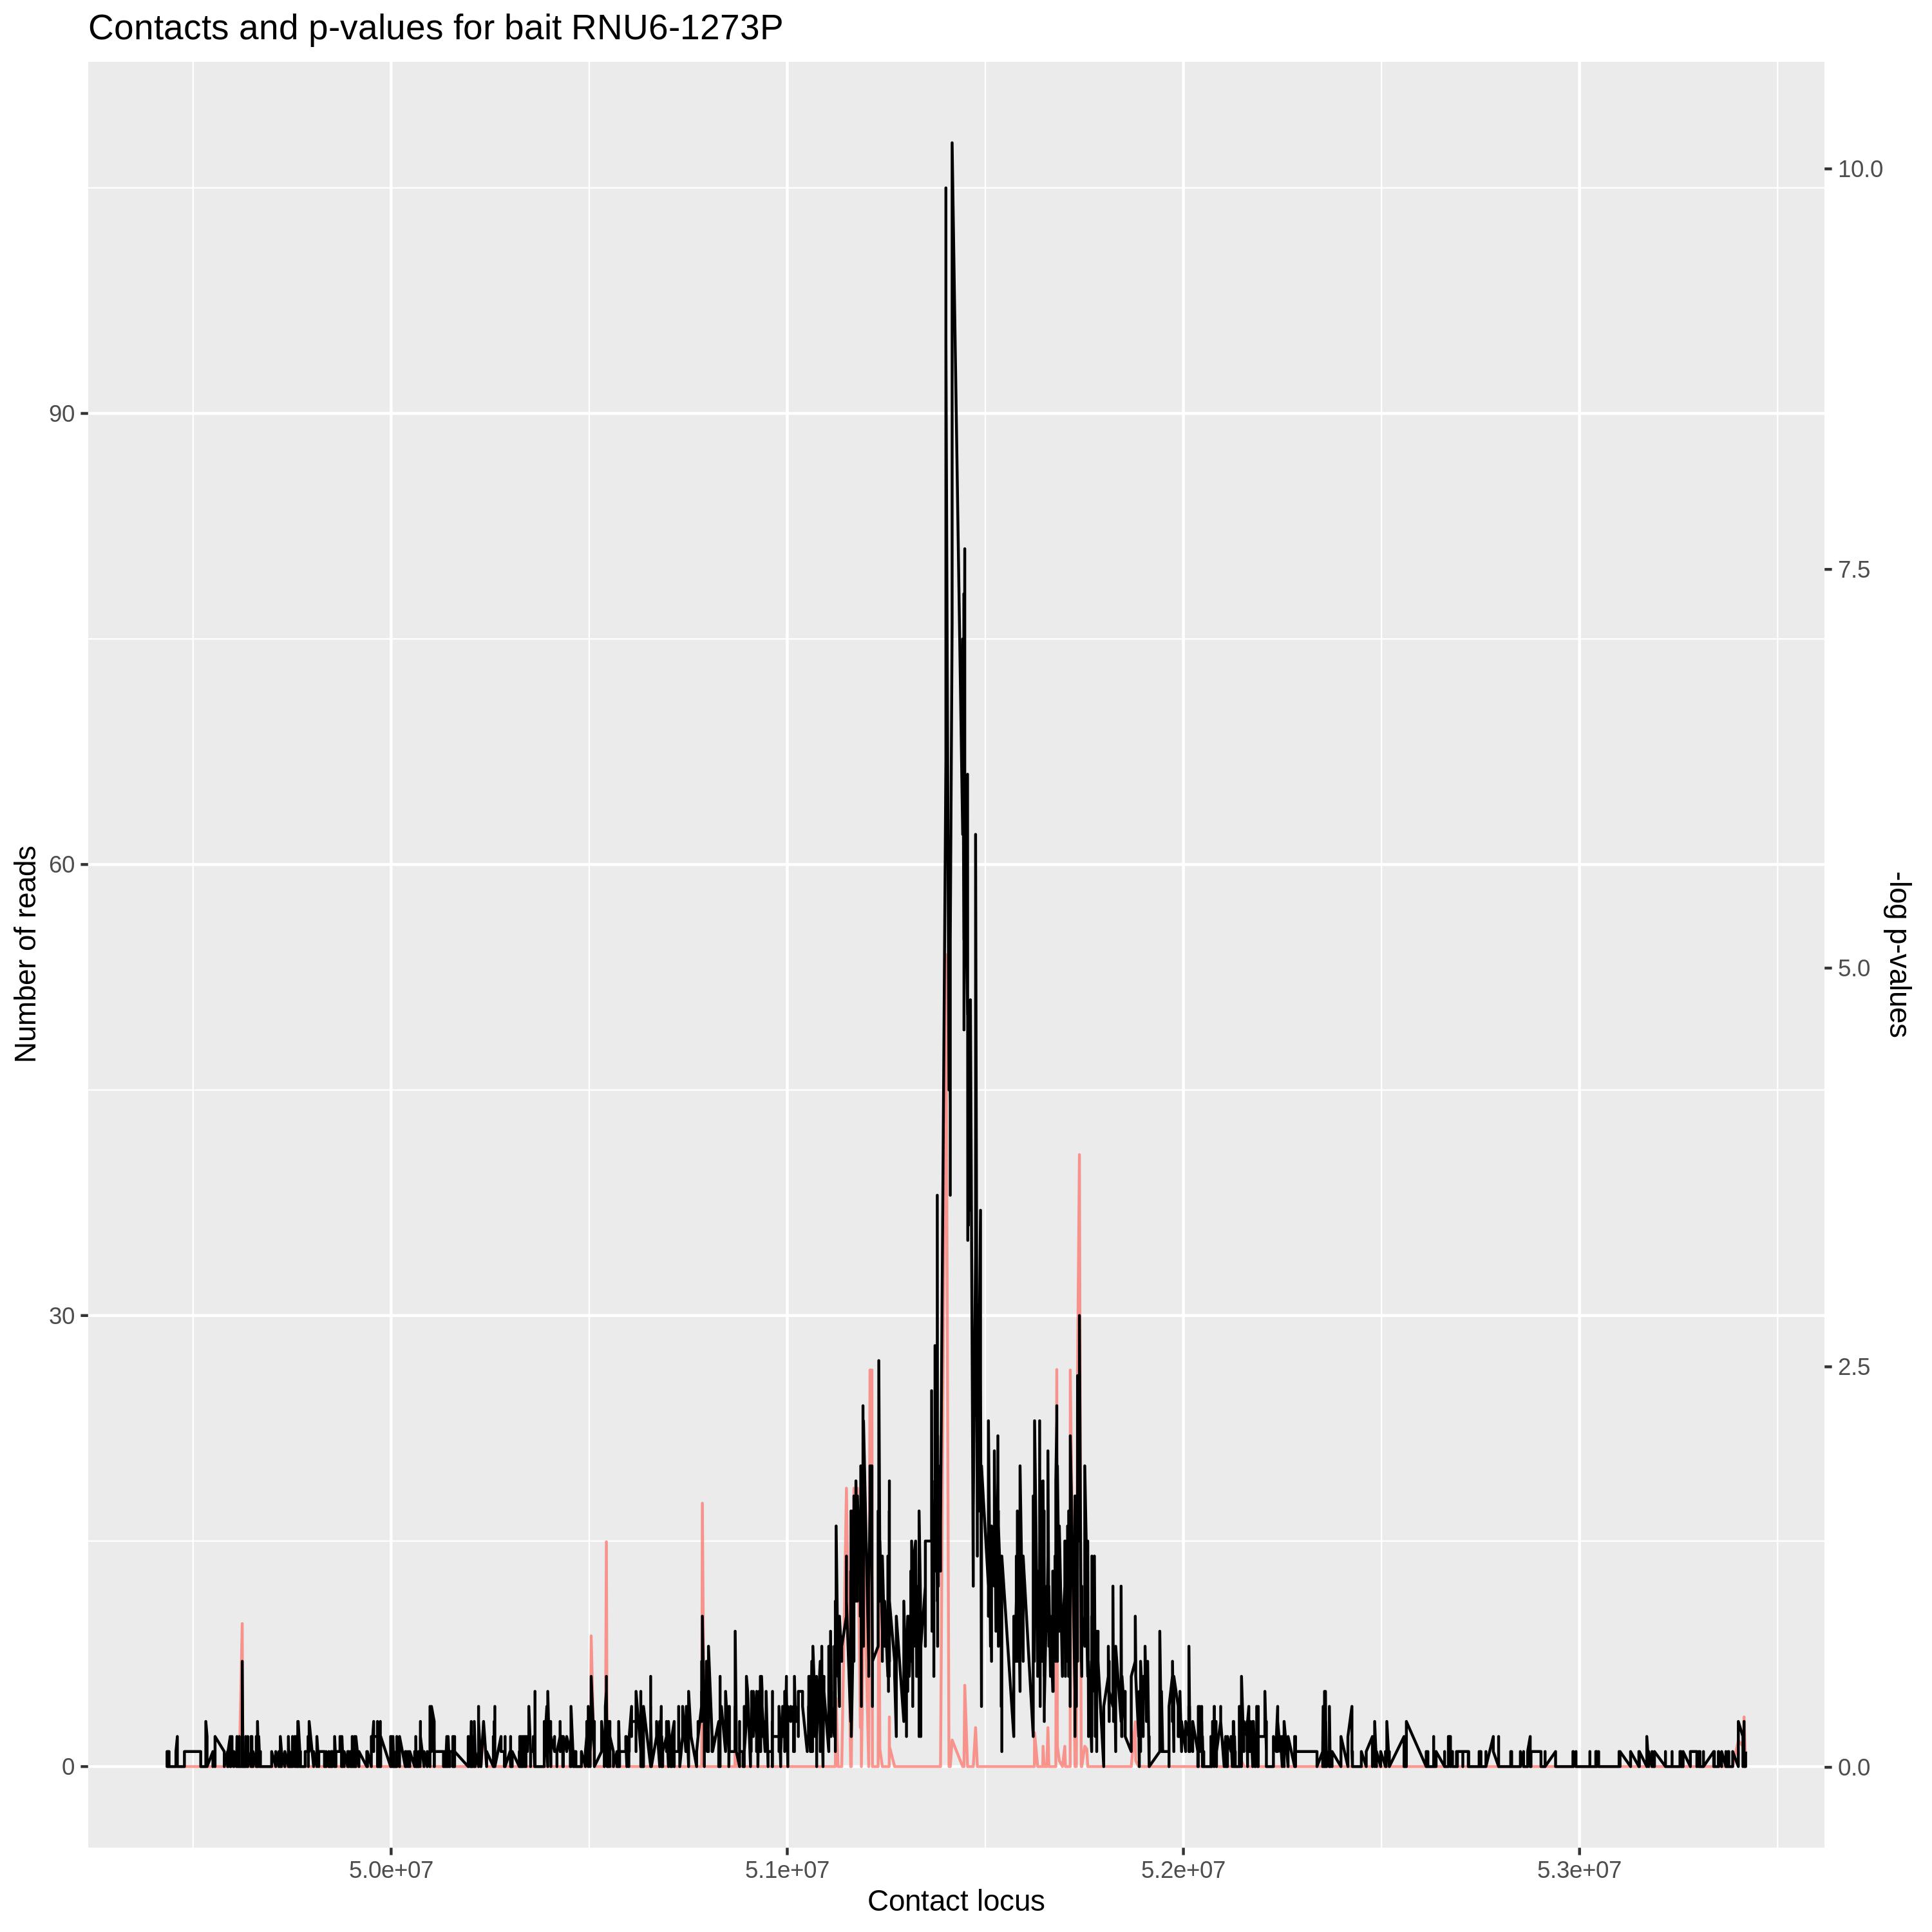 Contacts and p-values for bait RNU6-1273P
Number of reads
90
60
30
0
10.0
7.5
5.0
2.5
0.0
-log p-values
5.0e+07
5.1e+07
5.2e+07
5.3e+07
Contact locus